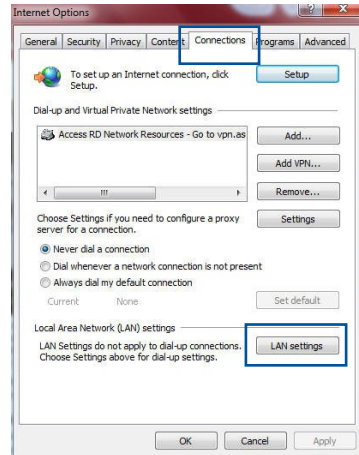 Internet Options
General Security Privacy Content Connections Programs Advanced
To set up an Internet connection, click
Setup.
Setup
Dial-up and Virtual Private Network settings
Access RD Network Resources - Go to vpn.as
Add...
Add VPN...
Remove...
Choose Settings if you need to configure a proxy
server for a connection.
Settings
Never dial a connection
Dial whenever a network connection is not present
Always dial my default connection
Current None
Set default
Local Area Network (LAN) settings
LAN Settings do not apply to dial-up connections.
Choose Settings above for dial-up settings.
LAN settings
OK Cancel Apply